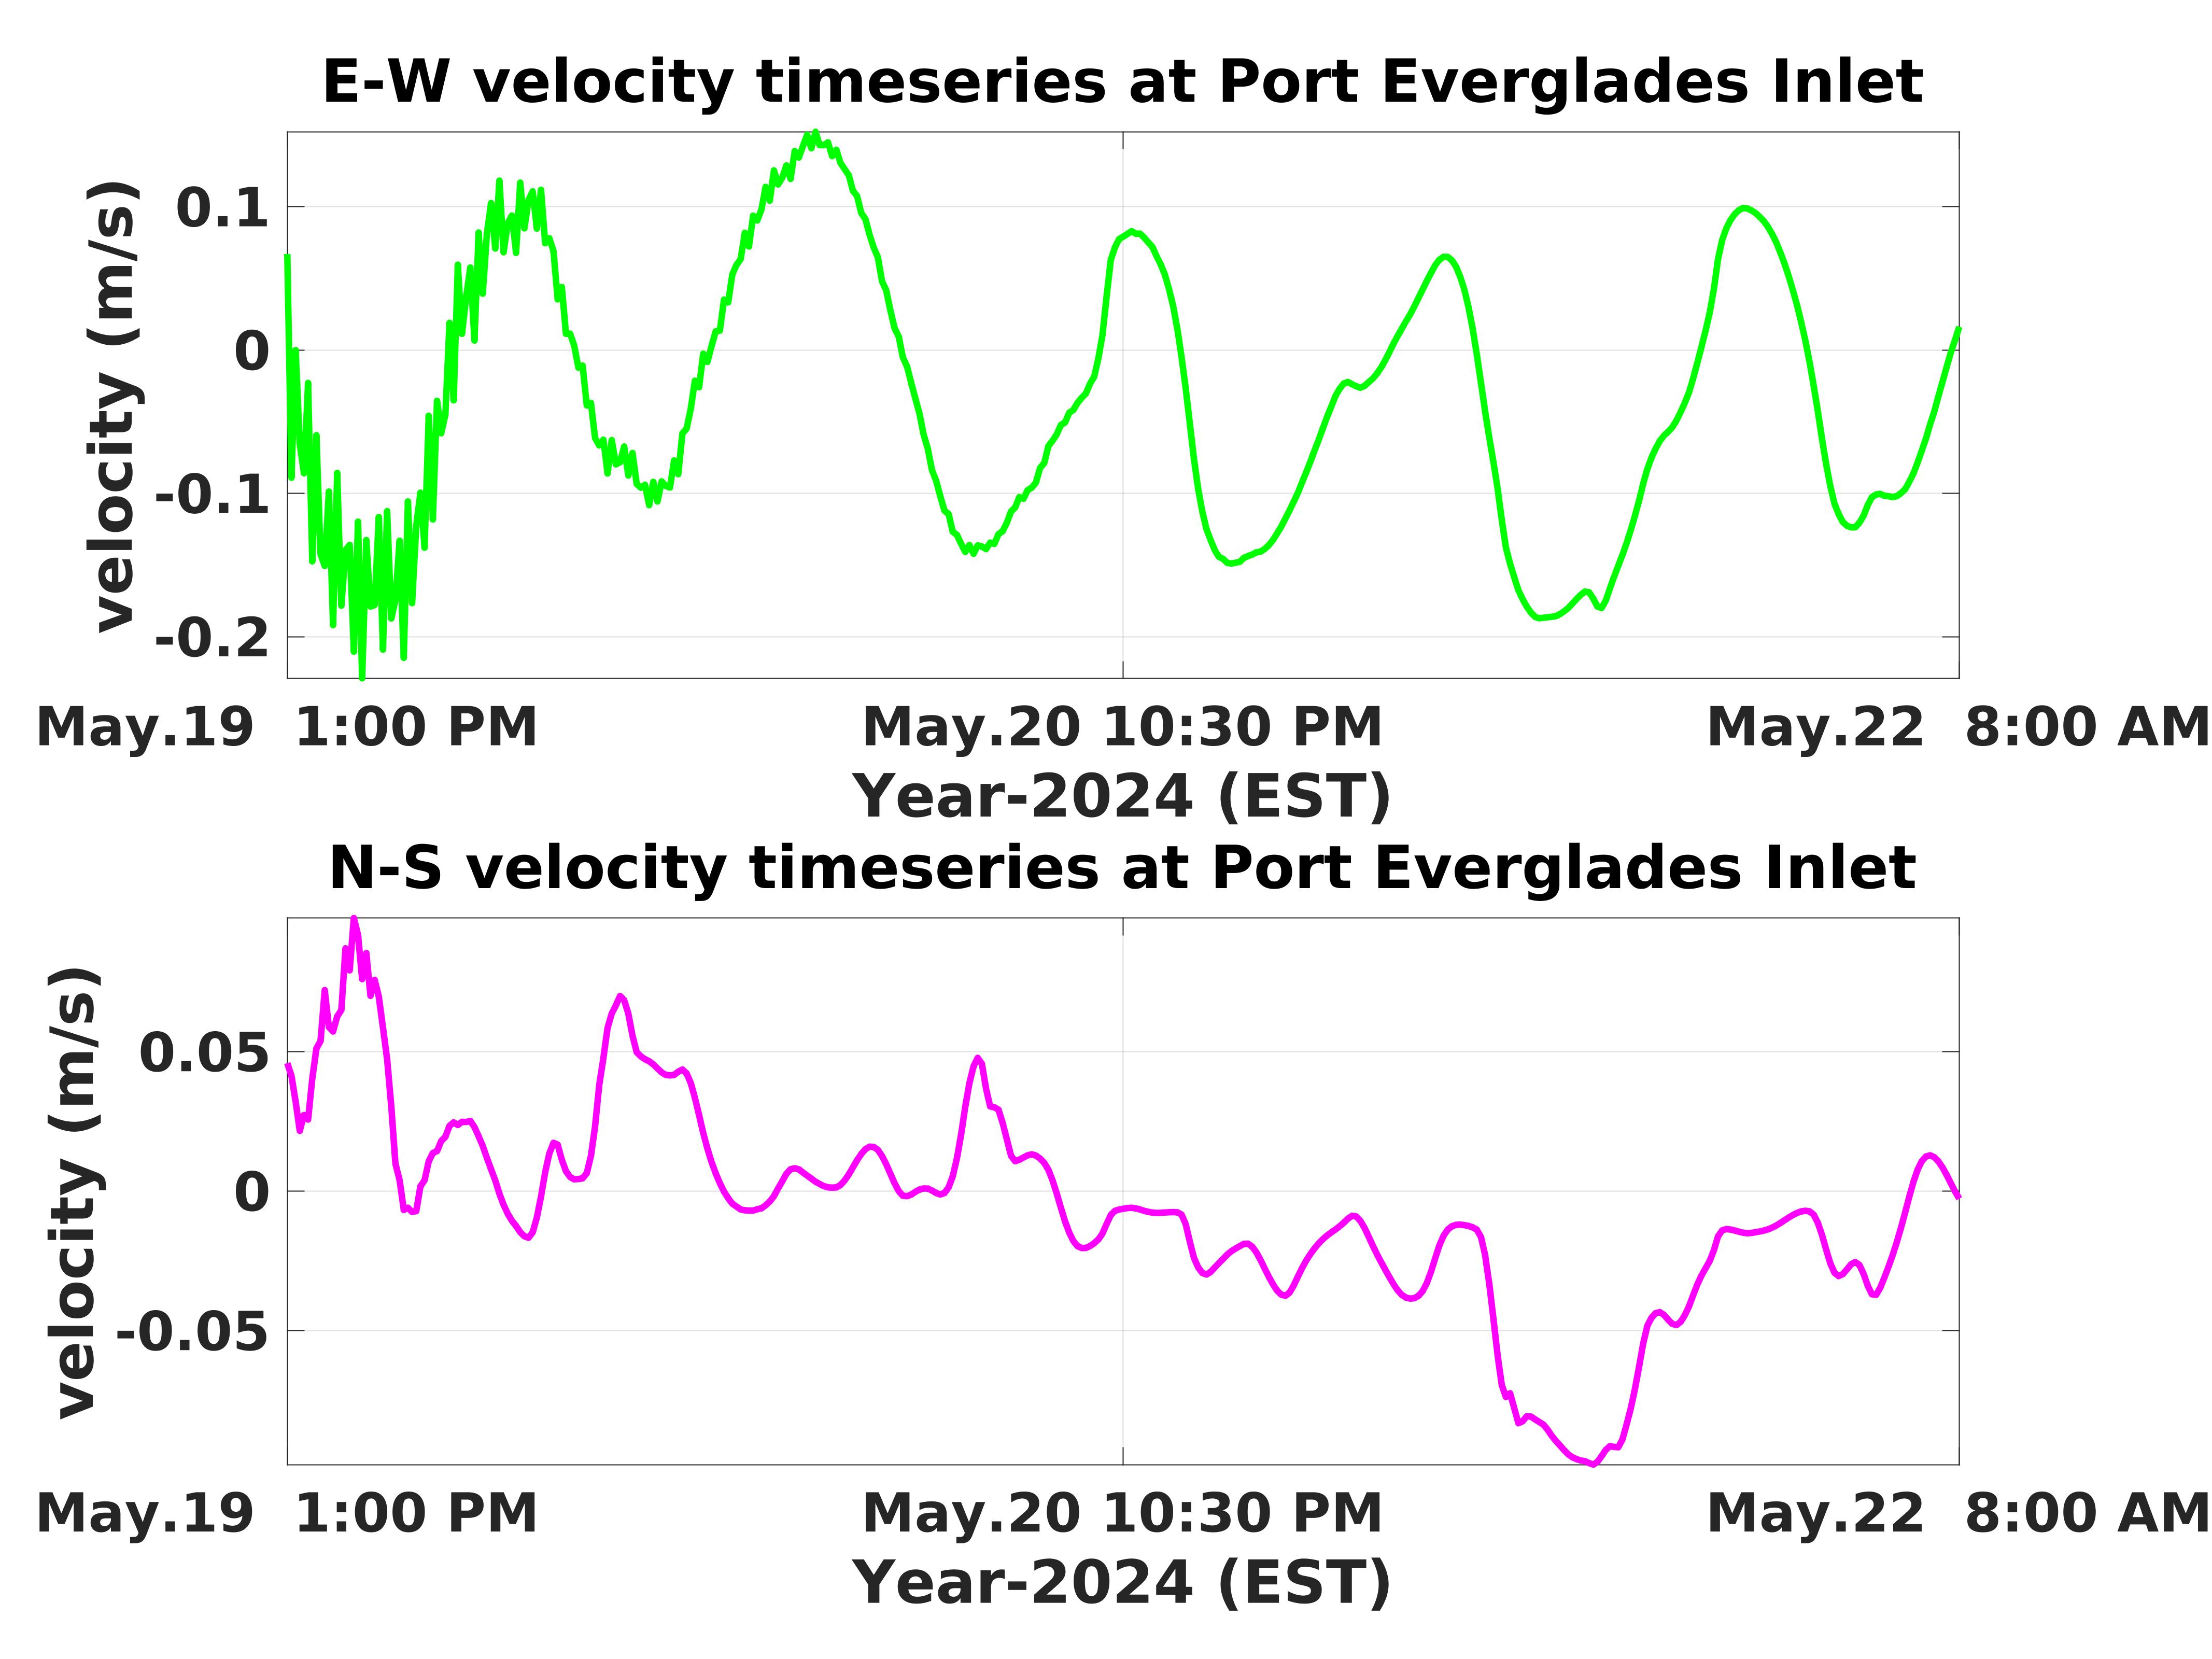 E-W velocity timeseries at Port Everglades Inlet
velocity (m/s)
0.1
0
-0.1
-0.2
May.19  1:00 PM
May.20 10:30 PM
May.22  8:00 AM
Year-2024 (EST)
N-S velocity timeseries at Port Everglades Inlet
velocity (m/s)
0.05
0
-0.05
May.19  1:00 PM
May.20 10:30 PM
May.22  8:00 AM
Year-2024 (EST)